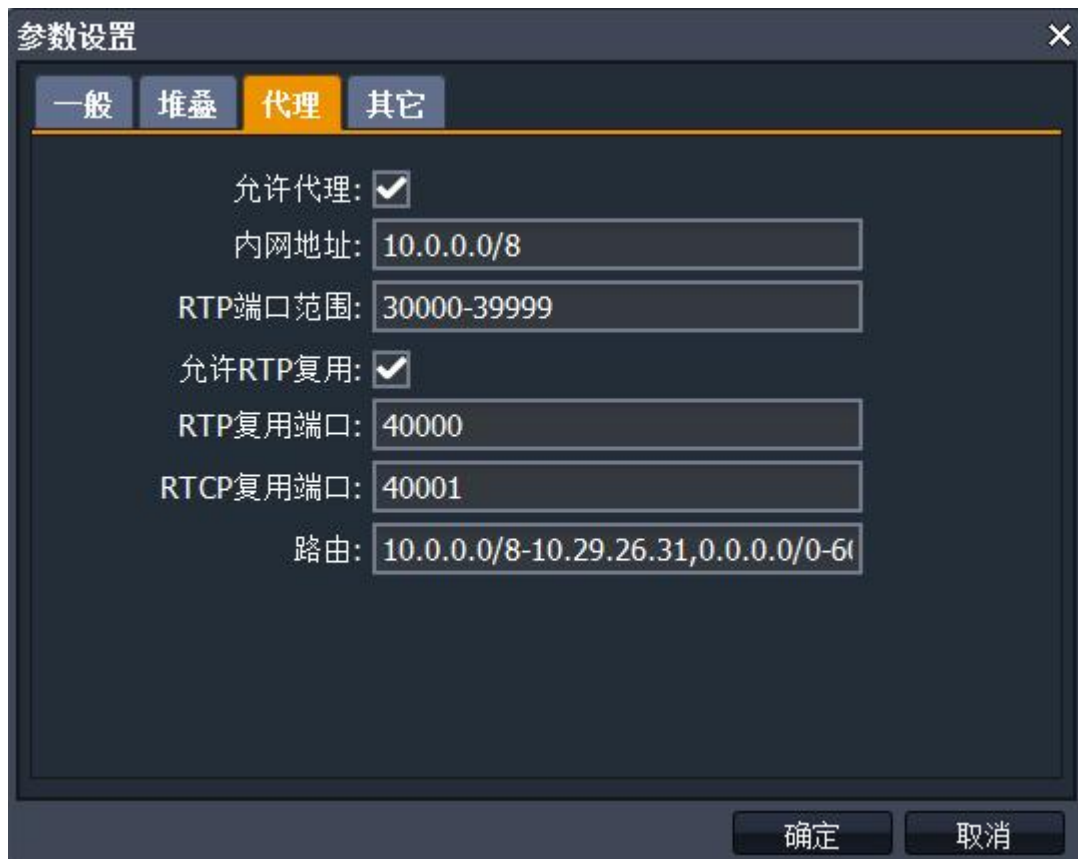 参数设置
一般 堆叠 代理 其它
允许代理:
内网地址: 10.0.0.0/8
RTP端口范围: 30000-39999
允许RTP复用:
RTP复用端口: 40000
RTCP复用端口: 40001
路由: 10.0.0.0/8-10.29.26.31,0.0.0.0/0-6
确定 取消